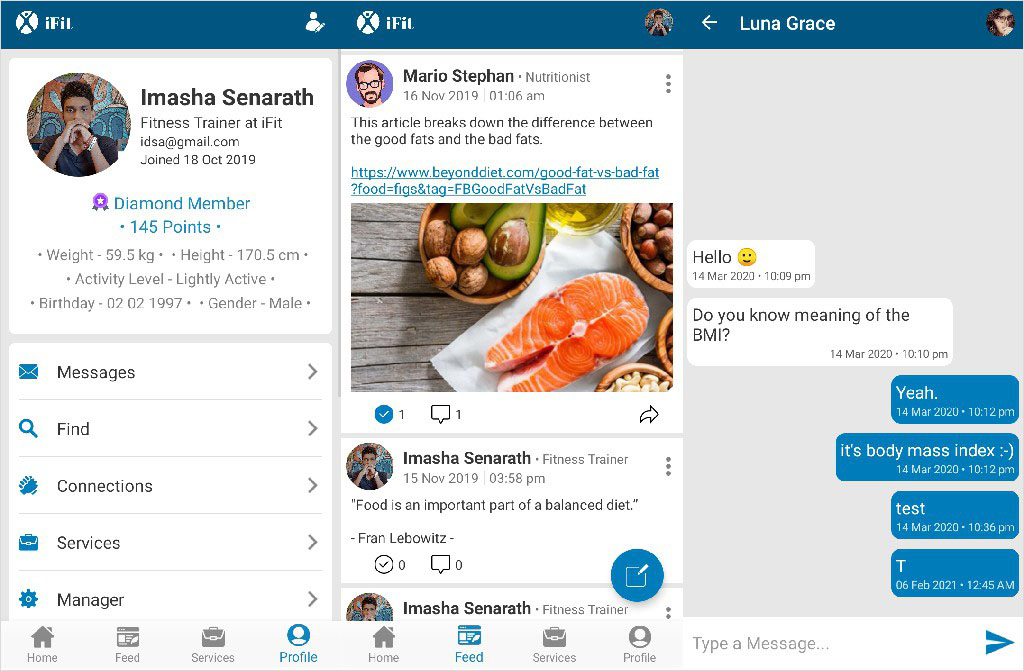 iFit
Imasha Senarath
Fitness Trainer at iFit
idsa@gmail.com
Joined 18 Oct 2019
Diamond Member
• 145 Points •
• Weight - 59.5 kg • • Height - 170.5 cm •
• Activity Level - Lightly Active •
• Birthday - 02 02 1997 • • Gender - Male •
Messages
Find
Connections
Services
Manager
Home
Feed
Services
Profile
iFit
Mario Stephan • Nutritionist
16 Nov 2019 | 01:06 am
This article breaks down the difference between
the good fats and the bad fats.
https://www.beyonddiet.com/good-fat-vs-bad-fat
?food=figs&tag=FBGoodFatVsBadFat
1
1
Imasha Senarath • Fitness Trainer
15 Nov 2019 | 03:58 pm
“Food is an important part of a balanced diet.”
- Fran Lebowitz -
0
0
Imasha Senarath • Fitness Trainer
Home
Feed
Services
Profile
Luna Grace
Hello 🙂
14 Mar 2020 • 10:09 pm
Do you know meaning of the
BMI?
14 Mar 2020 • 10:10 pm
Yeah.
14 Mar 2020 • 10:12 pm
it's body mass index :-)
14 Mar 2020 • 10:12 pm
test
14 Mar 2020 • 10:36 pm
T
06 Feb 2021 • 12:45 AM
Type a Message...